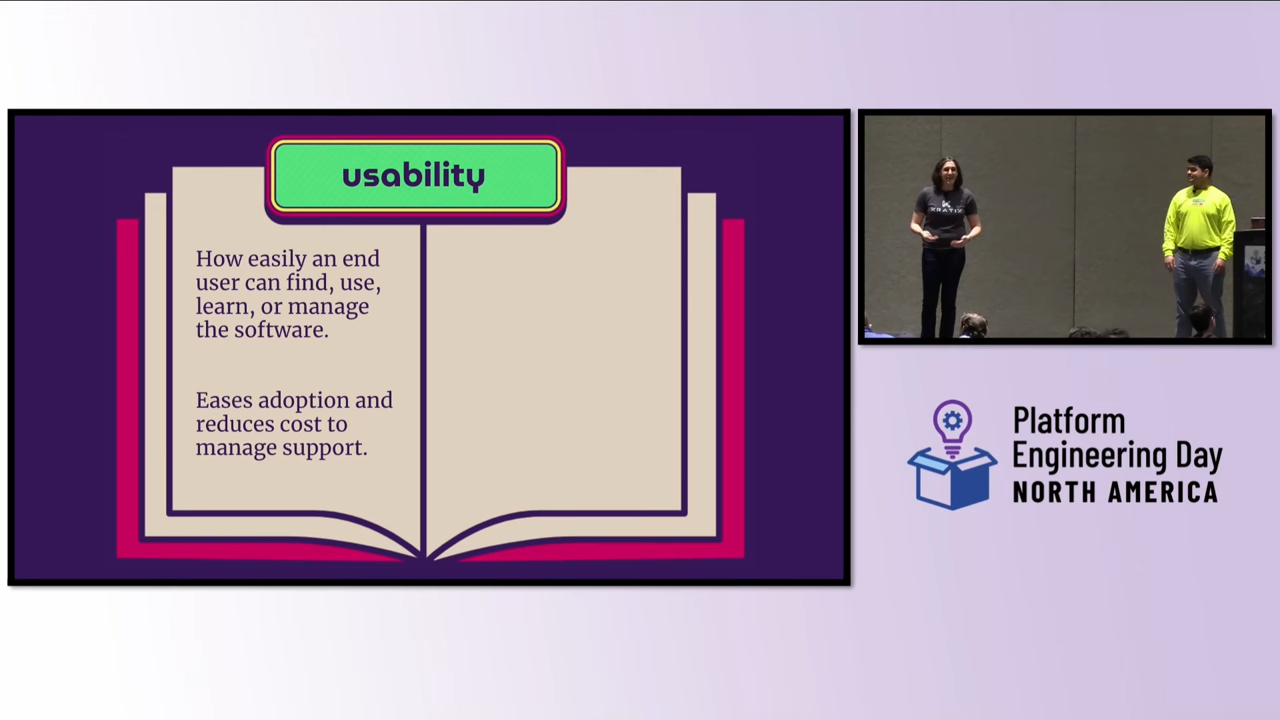 usability
How easily an end
user can find, use,
learn, or manage
the software.
Eases adoption and
reduces cost to
manage support.
KRATIX
Platform
Engineering Day
NORTH AMERICA